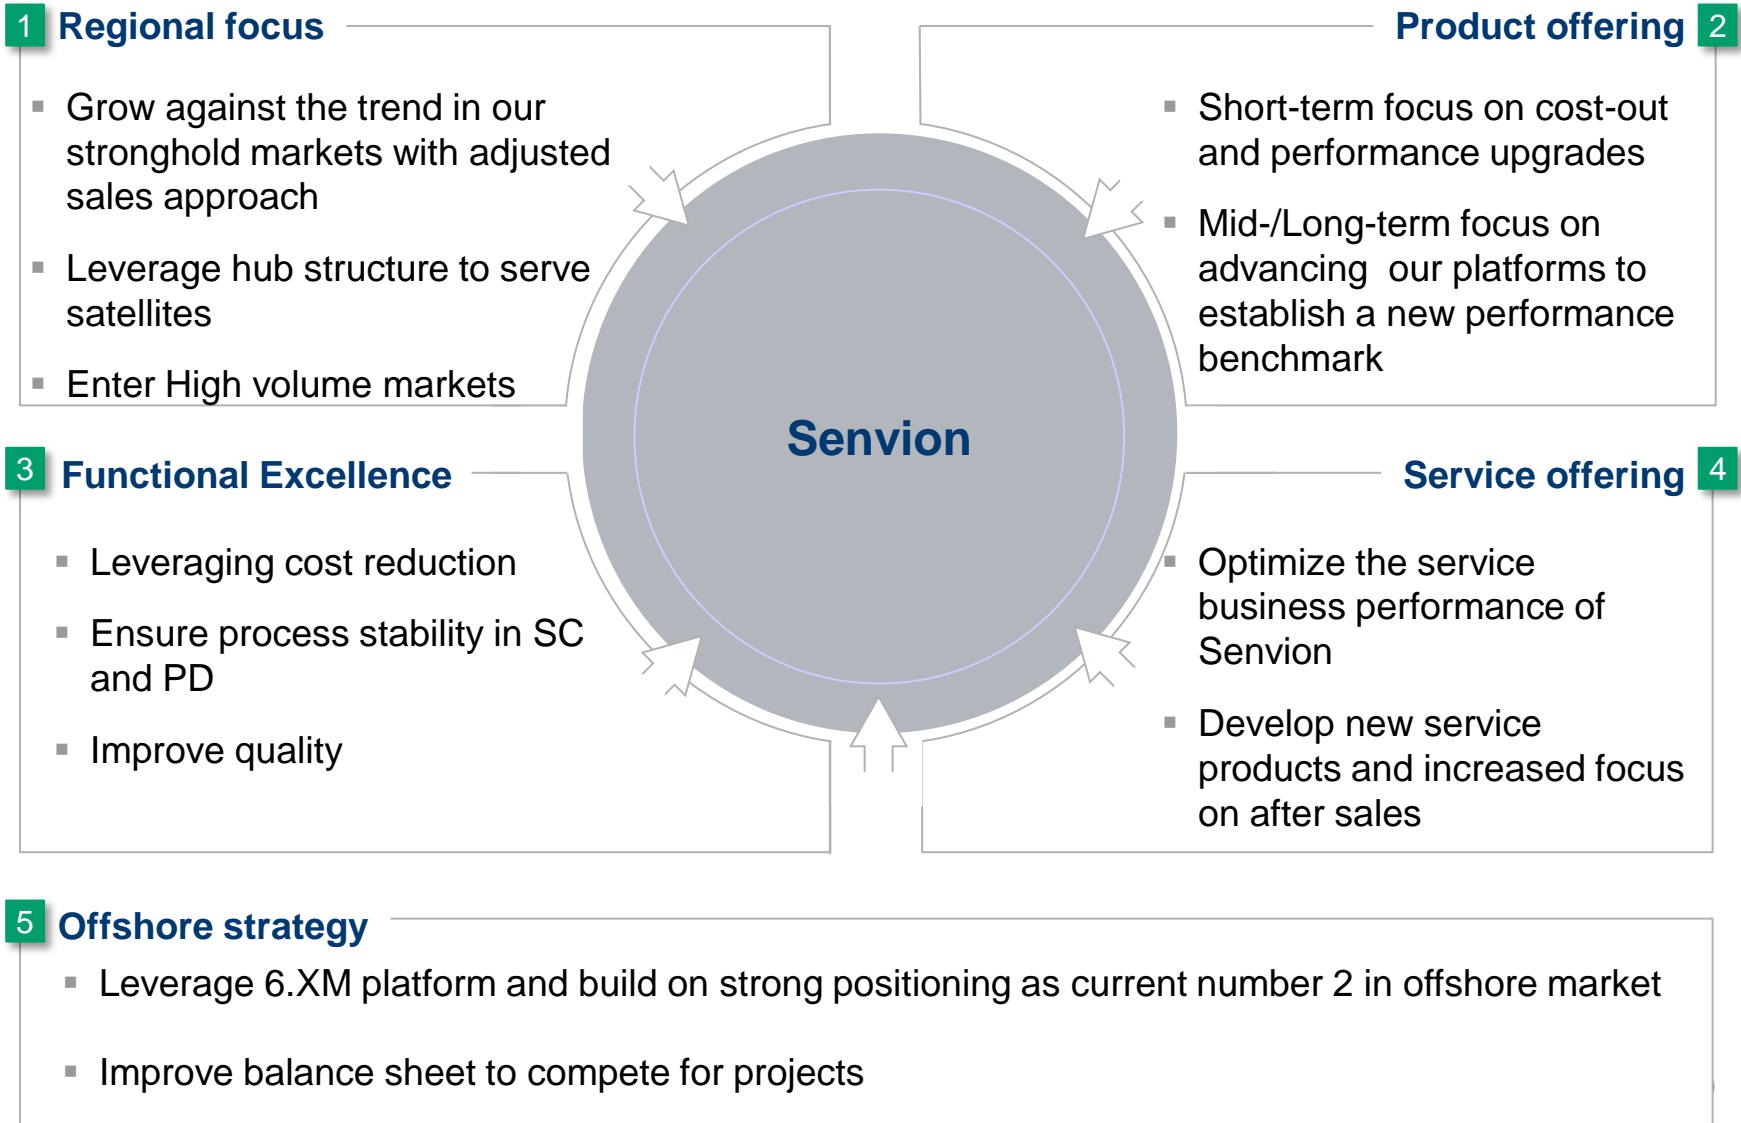 1 Regional focus
▪ Grow against the trend in our
stronghold markets with adjusted
sales approach
▪ Leverage hub structure to serve
satellites
▪ Enter High volume markets
Product offering 2
▪ Short-term focus on cost-out
and performance upgrades
▪ Mid-/Long-term focus on
advancing  our platforms to
establish a new performance
benchmark
Senvion
3 Functional Excellence
▪ Leveraging cost reduction
▪ Ensure process stability in SC
and PD
▪ Improve quality
Service offering 4
▪ Optimize the service
business performance of
Senvion
▪ Develop new service
products and increased focus
on after sales
5 Offshore strategy
▪ Leverage 6.XM platform and build on strong positioning as current number 2 in offshore market
▪ Improve balance sheet to compete for projects